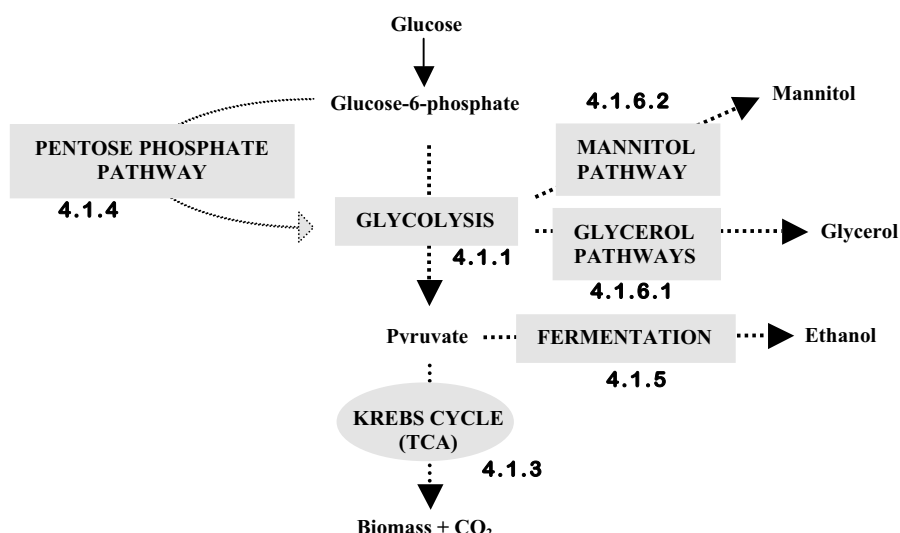 Glucose
Glucose-6-phosphate
4.1.6.2
Mannitol
PENTOSE PHOSPHATE
PATHWAY
4.1.4
MANNITOL
PATHWAY
GLYCOLYSIS
4.1.1
GLYCEROL
PATHWAYS
4.1.6.1
Glycerol
Pyruvate
FERMENTATION
4.1.5
Ethanol
KREBS CYCLE
(TCA)
4.1.3
Biomass + CO₂